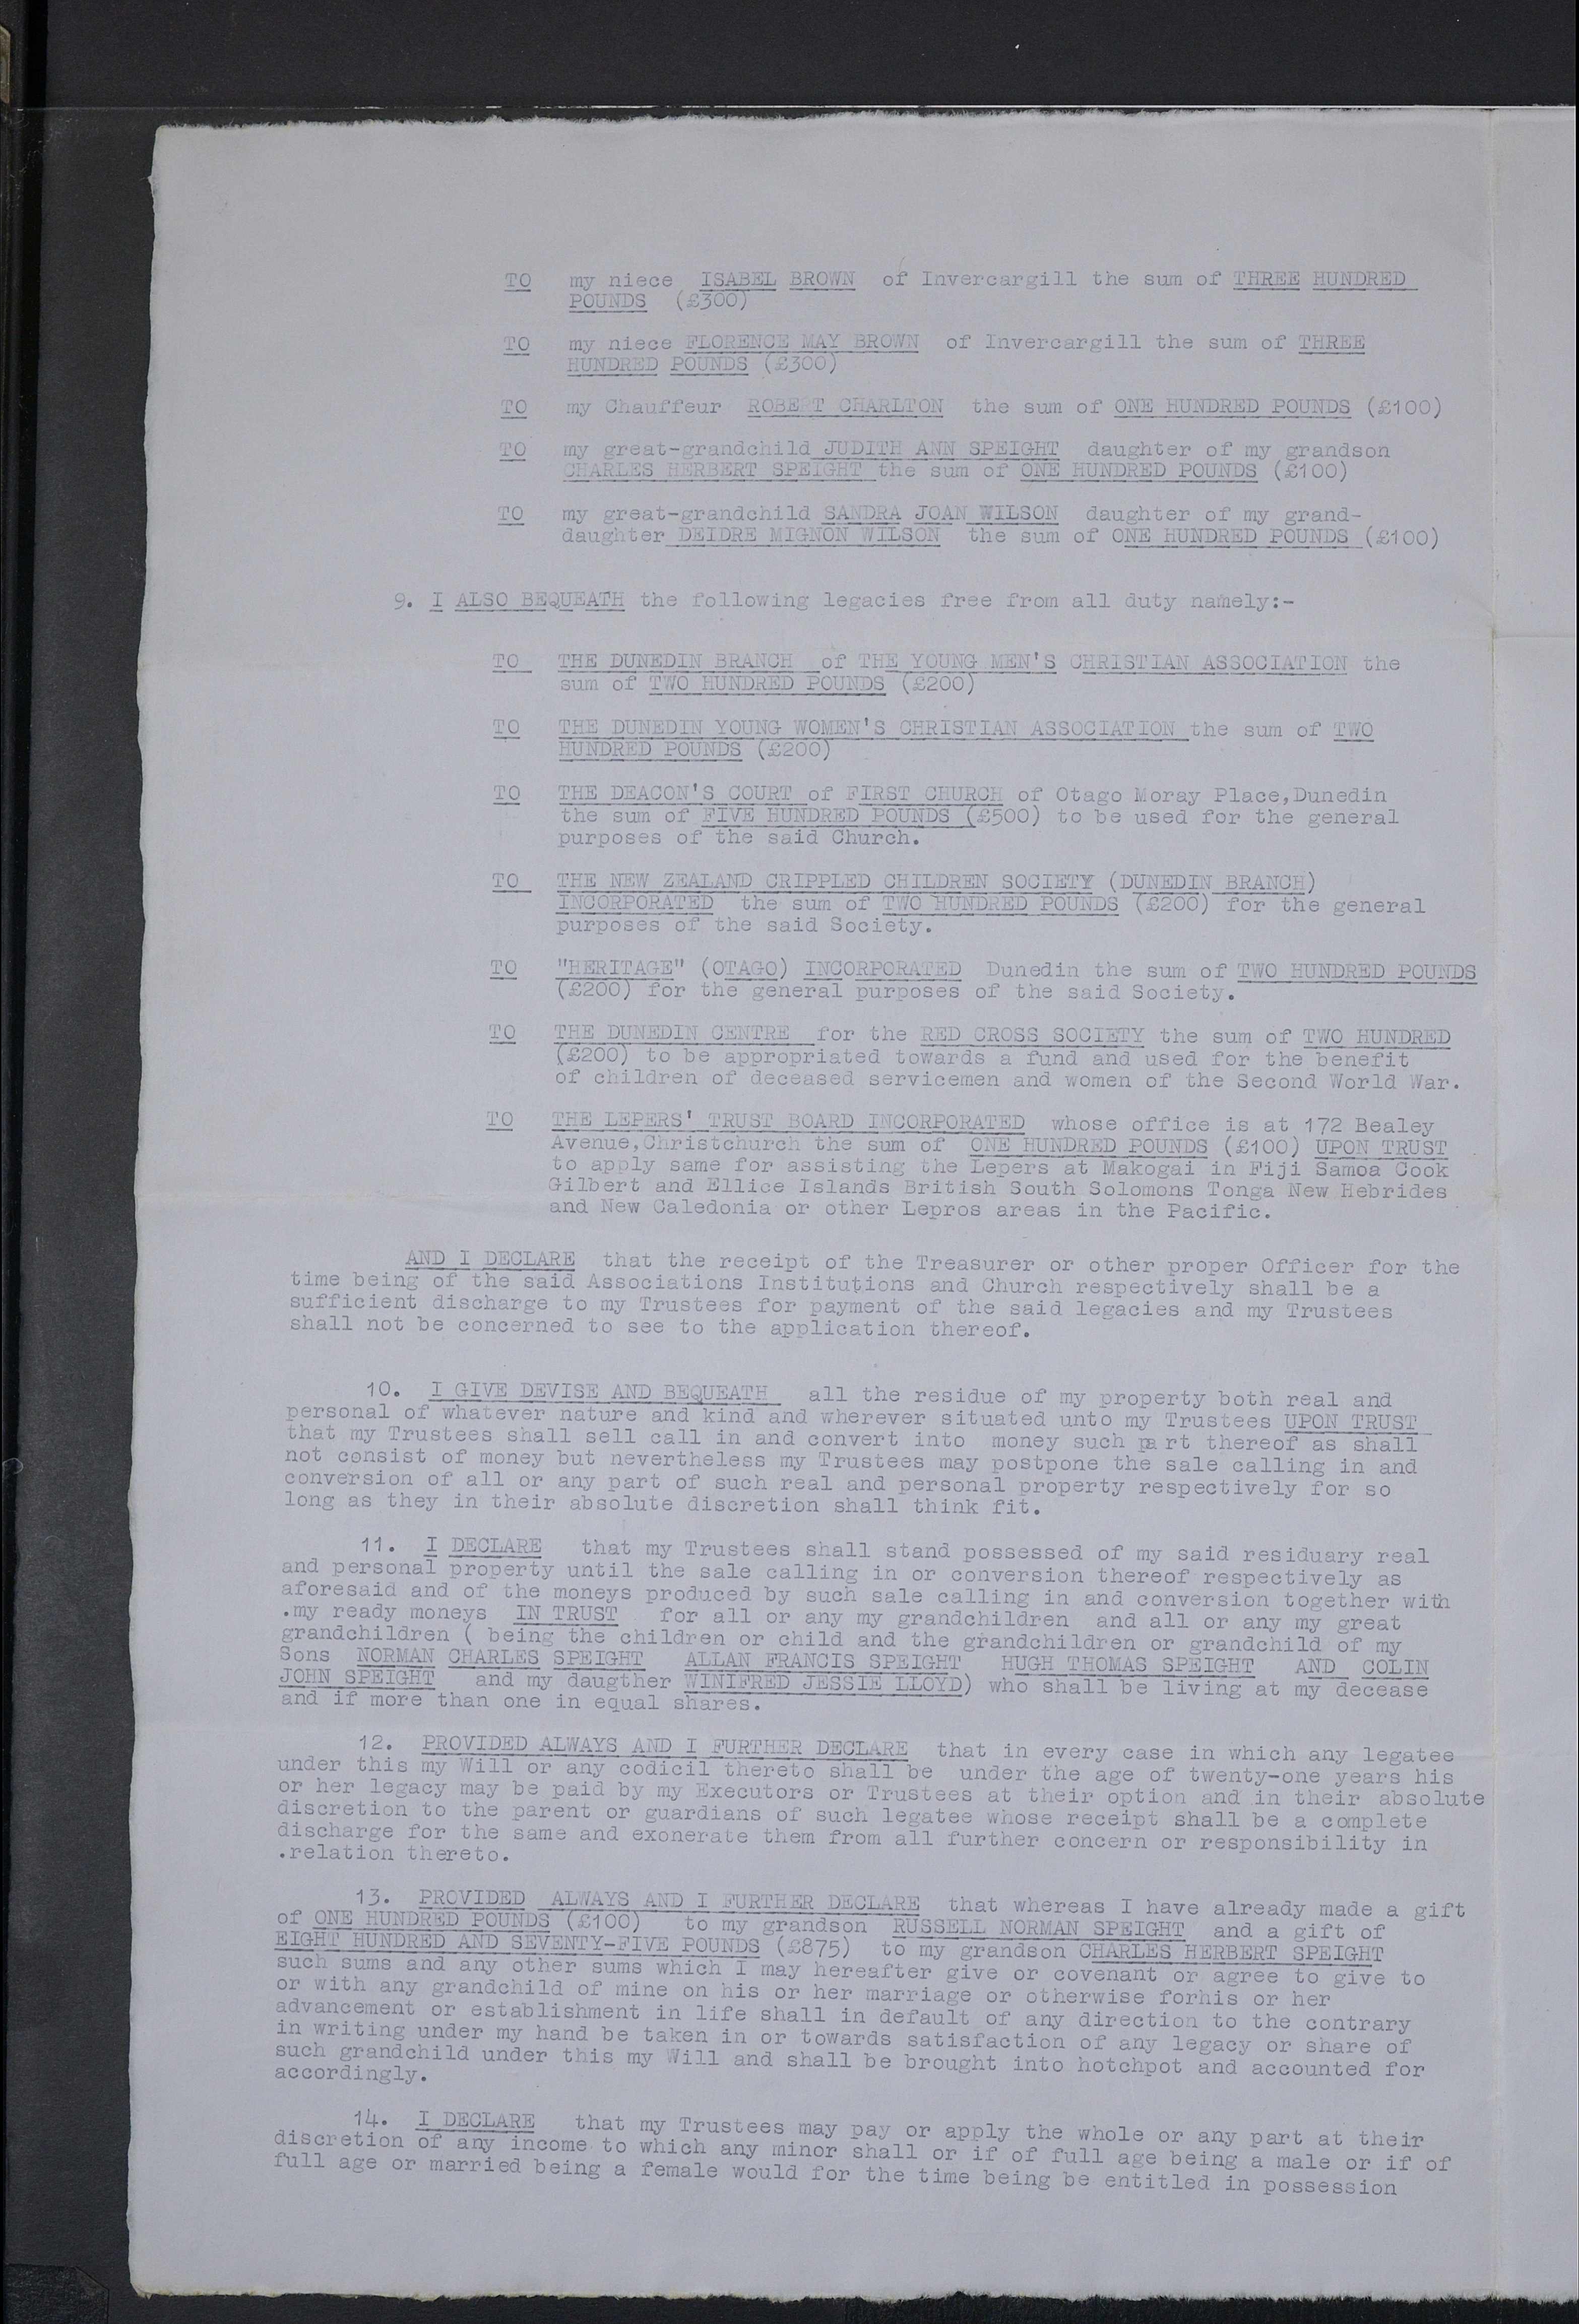 TO my niece ISABEL BROWN of Invercargill the sum of THREE HUNDRED
POUNDS (£300)
TO my niece FLORENCE MAY BROWN of Invercargill the sum of THREE
HUNDRED POUNDS (£300)
TO my Chauffeur ROBERT CHARLTON the sum of ONE HUNDRED POUNDS (£100)
TO my great-grandchild JUDITH ANN SPEIGHT daughter of my grandson
CHARLES HERBERT SPEIGHT the sum of ONE HUNDRED POUNDS (£100)
TO my great-grandchild SANDRA JOAN WILSON daughter of my grand-
daughter DEIDRE MIGNON WILSON the sum of ONE HUNDRED POUNDS (£100)
9. I ALSO BEQUEATH the following legacies free from all duty namely:-
TO THE DUNEDIN BRANCH of THE YOUNG MEN'S CHRISTIAN ASSOCIATION the
sum of TWO HUNDRED POUNDS (£200)
TO THE DUNEDIN YOUNG WOMEN'S CHRISTIAN ASSOCIATION the sum of TWO
HUNDRED POUNDS (£200)
TO THE DEACON'S COURT of FIRST CHURCH of Otago Moray Place,Dunedin
the sum of FIVE HUNDRED POUNDS (£500) to be used for the general
purposes of the said Church.
TO THE NEW ZEALAND CRIPPLED CHILDREN SOCIETY (DUNEDIN BRANCH)
INCORPORATED the sum of TWO HUNDRED POUNDS (£200) for the general
purposes of the said Society.
TO "HERITAGE" (OTAGO) INCORPORATED Dunedin the sum of TWO HUNDRED POUNDS
(£200) for the general purposes of the said Society.
TO THE DUNEDIN CENTRE for the RED CROSS SOCIETY the sum of TWO HUNDRED
(£200) to be appropriated towards a fund and used for the benefit
of children of deceased servicemen and women of the Second World War.
TO THE LEPERS' TRUST BOARD INCORPORATED whose office is at 172 Bealey
Avenue,Christchurch the sum of ONE HUNDRED POUNDS (£100) UPON TRUST
to apply same for assisting the Lepers at Makogai in Fiji Samoa Cook
Gilbert and Ellice Islands British South Solomons Tonga New Hebrides
and New Caledonia or other Lepros areas in the Pacific.
AND I DECLARE that the receipt of the Treasurer or other proper Officer for the
time being of the said Associations Institutions and Church respectively shall be a
sufficient discharge to my Trustees for payment of the said legacies and my Trustees
shall not be concerned to see to the application thereof.
10. I GIVE DEVISE AND BEQUEATH all the residue of my property both real and
personal of whatever nature and kind and wherever situated unto my Trustees UPON TRUST
that my Trustees shall sell call in and convert into money such part thereof as shall
not consist of money but nevertheless my Trustees may postpone the sale calling in and
conversion of all or any part of such real and personal property respectively for so
long as they in their absolute discretion shall think fit.
11. I DECLARE that my Trustees shall stand possessed of my said residuary real
and personal property until the sale calling in or conversion thereof respectively as
aforesaid and of the moneys produced by such sale calling in and conversion together with
.my ready moneys IN TRUST for all or any my grandchildren and all or any my great
grandchildren ( being the children or child and the grandchildren or grandchild of my
Sons NORMAN CHARLES SPEIGHT ALLAN FRANCIS SPEIGHT HUGH THOMAS SPEIGHT AND COLIN
JOHN SPEIGHT and my daugther WINIFRED JESSIE LLOYD) who shall be living at my decease
and if more than one in equal shares.
12. PROVIDED ALWAYS AND I FURTHER DECLARE that in every case in which any legatee
under this my Will or any codicil thereto shall be under the age of twenty-one years his
or her legacy may be paid by my Executors or Trustees at their option and in their absolute
discretion to the parent or guardians of such legatee whose receipt shall be a complete
discharge for the same and exonerate them from all further concern or responsibility in
.relation thereto.
13. PROVIDED ALWAYS AND I FURTHER DECLARE that whereas I have already made a gift
of ONE HUNDRED POUNDS (£100) to my grandson RUSSELL NORMAN SPEIGHT and a gift of
EIGHT HUNDRED AND SEVENTY-FIVE POUNDS (£875) to my grandson CHARLES HERBERT SPEIGHT
such sums and any other sums which I may hereafter give or covenant or agree to give to
or with any grandchild of mine on his or her marriage or otherwise forhis or her
advancement or establishment in life shall in default of any direction to the contrary
in writing under my hand be taken in or towards satisfaction of any legacy or share of
such grandchild under this my Will and shall be brought into hotchpot and accounted for
accordingly.
14. I DECLARE that my Trustees may pay or apply the whole or any part at their
discretion of any income to which any minor shall or if of full age being a male or if of
full age or married being a female would for the time being be entitled in possession